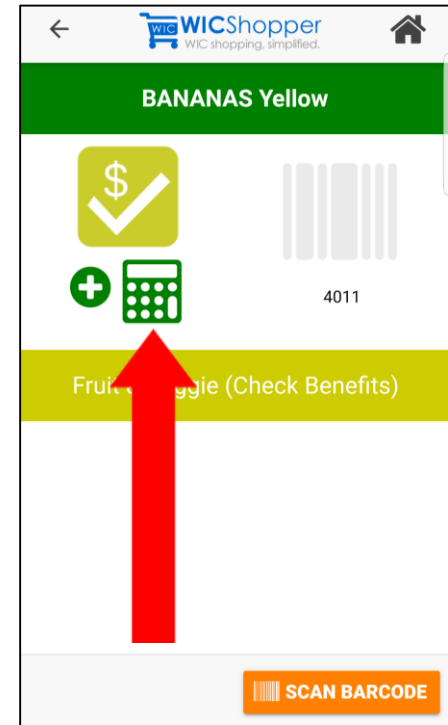 WIC WICShopper
WIC shopping, simplified.
BANANAS Yellow
$
4011
Fruit ggie (Check Benefits)
SCAN BARCODE